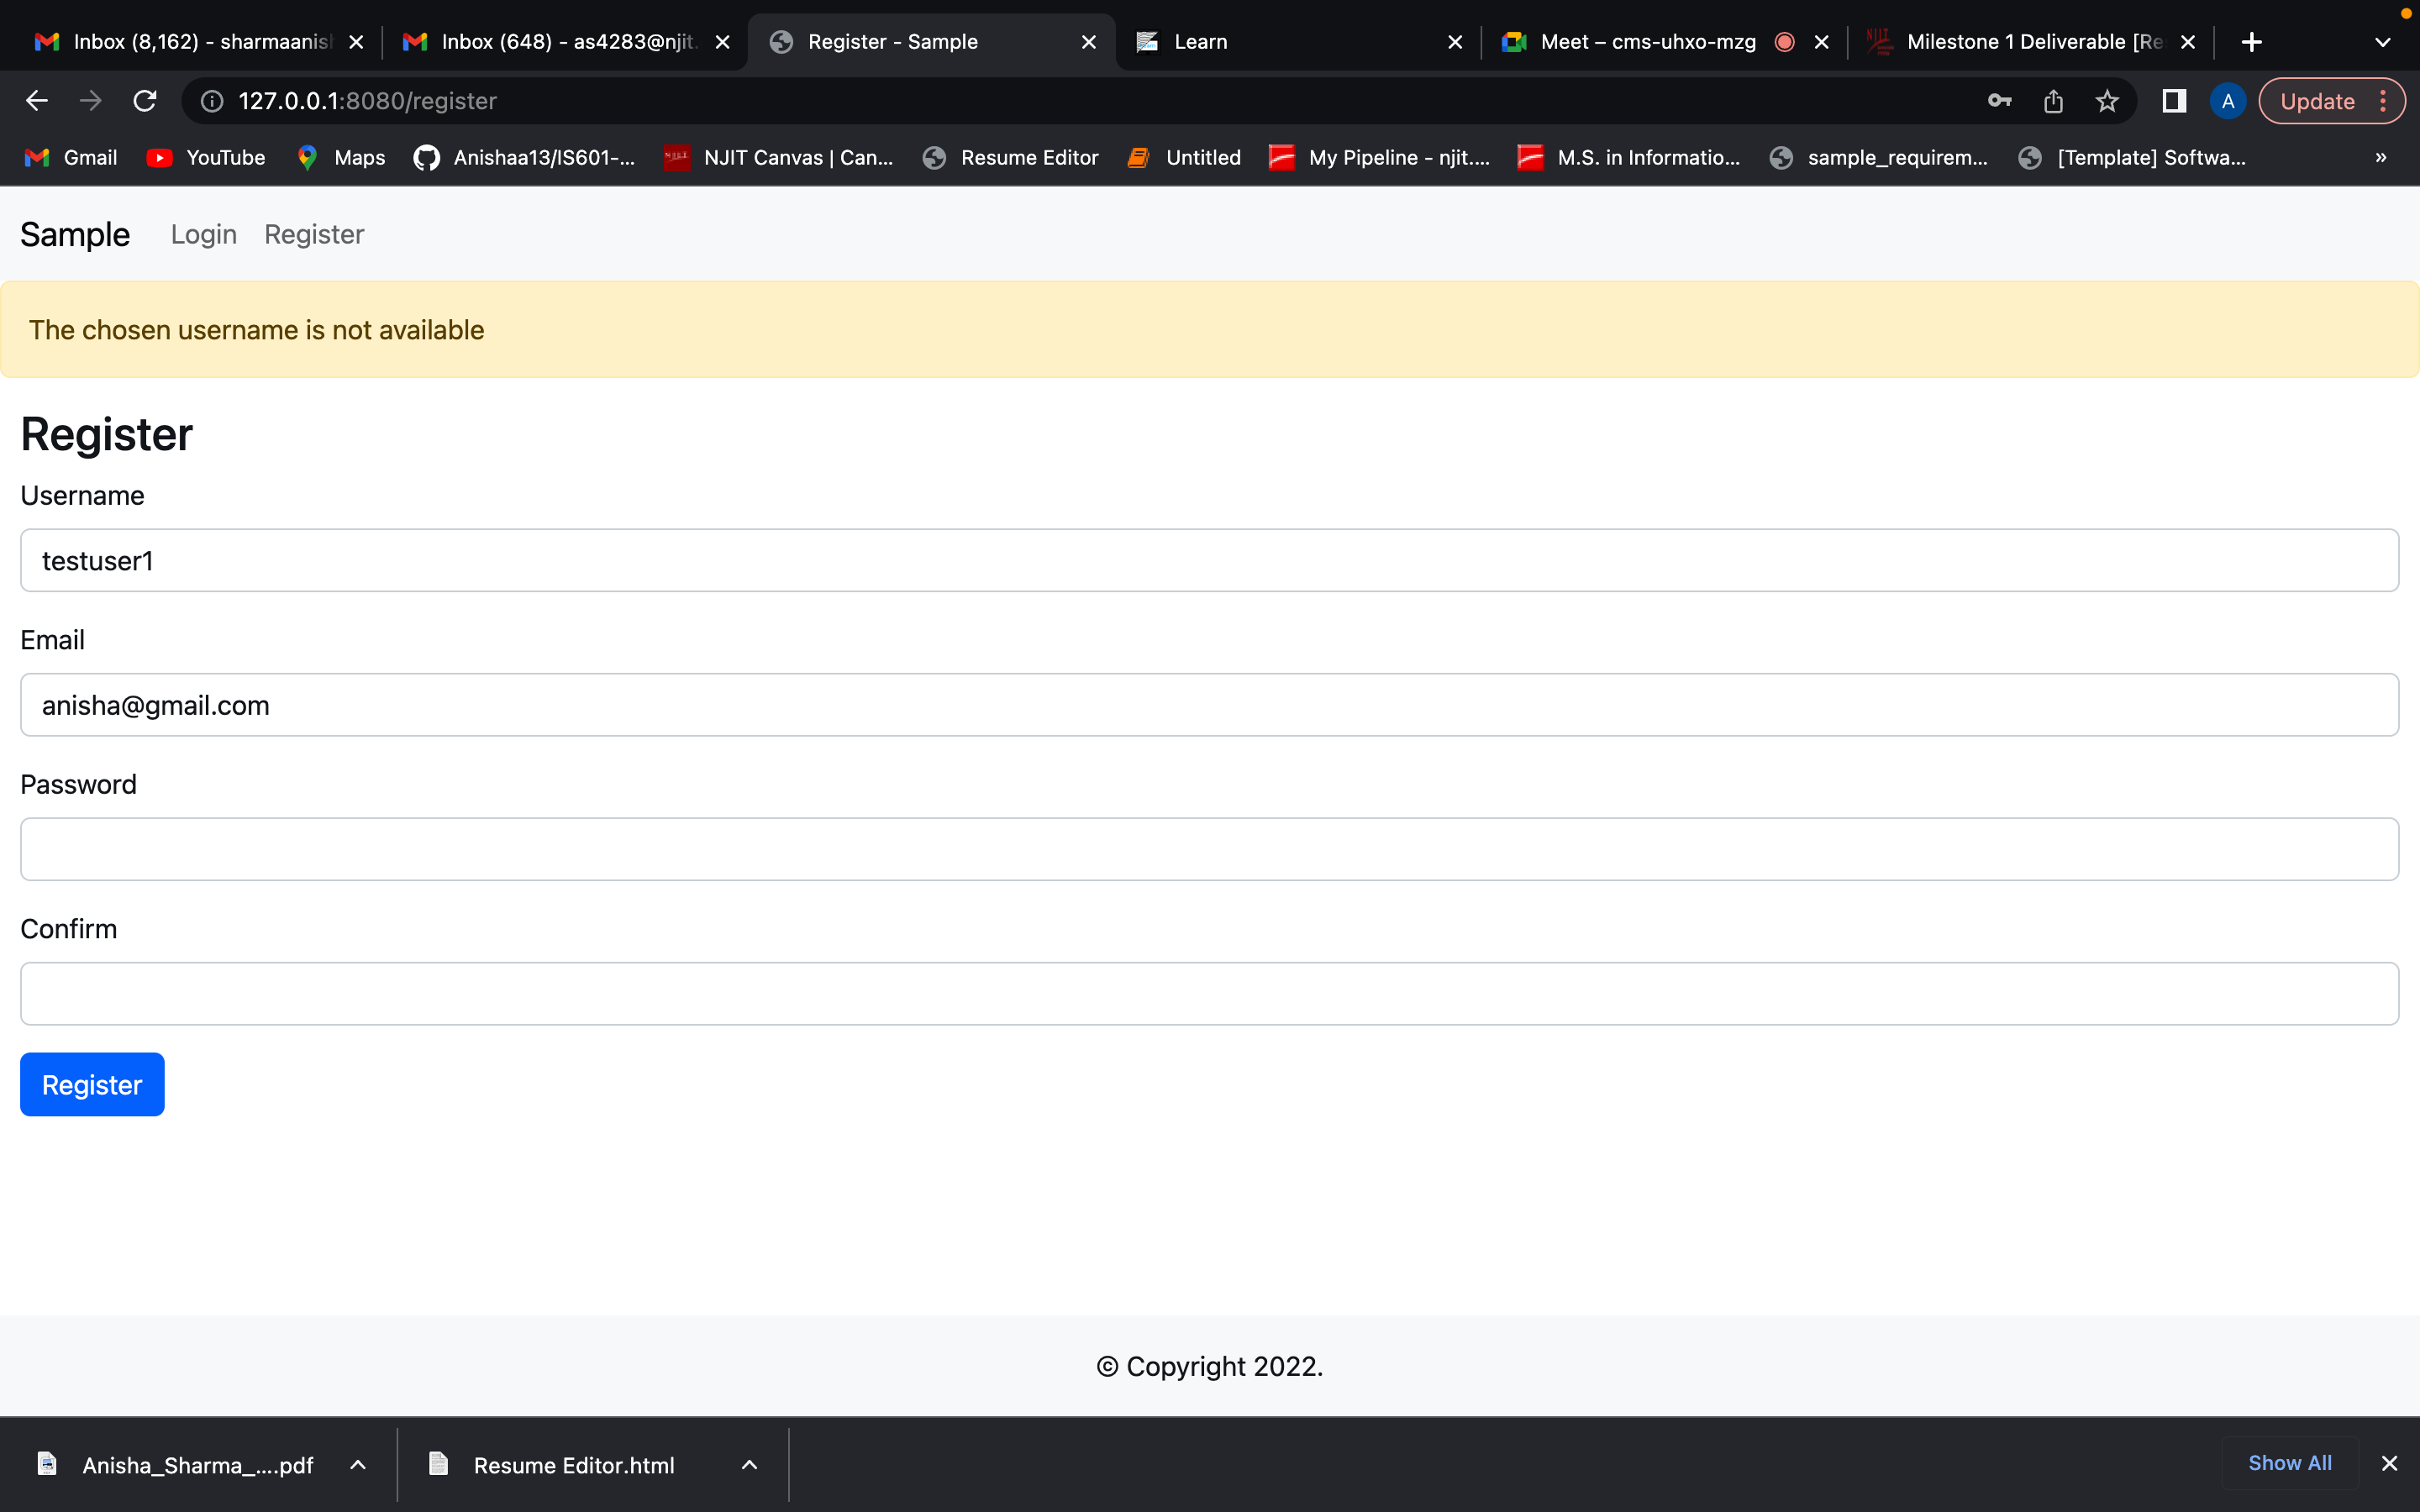 Inbox (8,162) - sharmaanish
Inbox (648) - as4283@njit.
Register - Sample
Learn
Meet – cms-uhxo-mzg
Milestone 1 Deliverable [Re
127.0.0.1:8080/register
A
Update
Gmail
YouTube
Maps
Anishaa13/IS601-...
NJIT Canvas | Can...
Resume Editor
Untitled
My Pipeline - njit....
M.S. in Informatio...
sample_requirem...
[Template] Softwa...
»
Sample Login Register
The chosen username is not available
Register
Username
testuser1
Email
anisha@gmail.com
Password
Confirm
Register
© Copyright 2022.
Anisha_Sharma_....pdf
Resume Editor.html
Show All